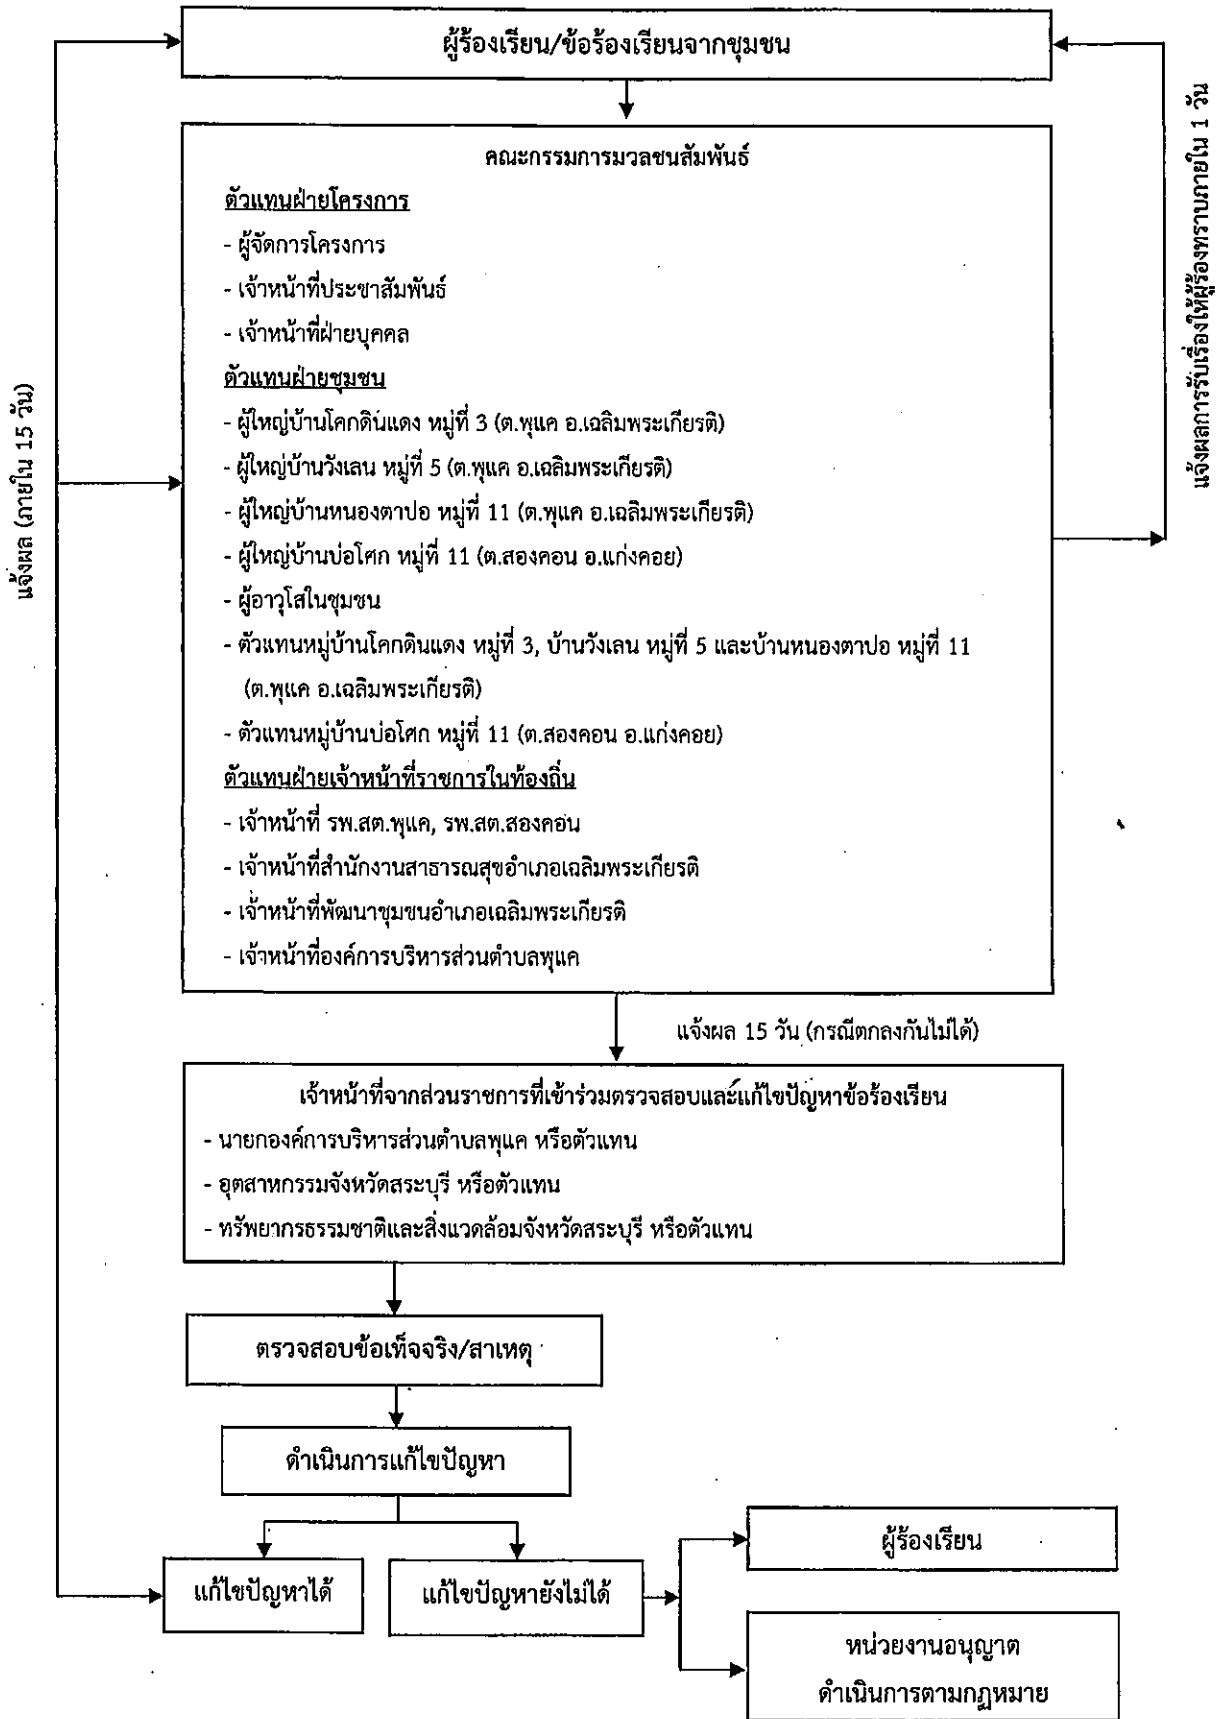 ผู้ร้องเรียน/ข้อร้องเรียนจากชุมชน
คณะกรรมการมวลชนสัมพันธ์
ตัวแทนฝ่ายโครงการ
- ผู้จัดการโครงการ
- เจ้าหน้าที่ประชาสัมพันธ์
- เจ้าหน้าที่ฝ่ายบุคคล
ตัวแทนฝ่ายชุมชน
- ผู้ใหญ่บ้านโคกดินแดง หมู่ที่ 3 (ต.พุแค อ.เฉลิมพระเกียรติ)
- ผู้ใหญ่บ้านวังเลน หมู่ที่ 5 (ต.พุแค อ.เฉลิมพระเกียรติ)
- ผู้ใหญ่บ้านหนองตาปอ หมู่ที่ 11 (ต.พุแค อ.เฉลิมพระเกียรติ)
- ผู้ใหญ่บ้านบ่อโศก หมู่ที่ 11 (ต.สองคอน อ.แก่งคอย)
- ผู้อาวุโสในชุมชน
- ตัวแทนหมู่บ้านโคกดินแดง หมู่ที่ 3, บ้านวังเลน หมู่ที่ 5 และบ้านหนองตาปอ หมู่ที่ 11
(ต.พุแค อ.เฉลิมพระเกียรติ)
- ตัวแทนหมู่บ้านบ่อโศก หมู่ที่ 11 (ต.สองคอน อ.แก่งคอย)
ตัวแทนฝ่ายเจ้าหน้าที่ราชการในท้องถิ่น
- เจ้าหน้าที่ รพ.สต.พุแค, รพ.สต.สองคอน
- เจ้าหน้าที่สำนักงานสาธารณสุขอำเภอเฉลิมพระเกียรติ
- เจ้าหน้าที่พัฒนาชุมชนอำเภอเฉลิมพระเกียรติ
- เจ้าหน้าที่องค์การบริหารส่วนตำบลพุแค
แจ้งผล (ภายใน 15 วัน)
แจ้งผลการรับเรื่องให้ผู้ร้องทราบภายใน 1 วัน
แจ้งผล 15 วัน (กรณีตกลงกันไม่ได้)
เจ้าหน้าที่จากส่วนราชการที่เข้าร่วมตรวจสอบและแก้ไขปัญหาข้อร้องเรียน
- นายกองค์การบริหารส่วนตำบลพุแค หรือตัวแทน
- อุตสาหกรรมจังหวัดสระบุรี หรือตัวแทน
- ทรัพยากรธรรมชาติและสิ่งแวดล้อมจังหวัดสระบุรี หรือตัวแทน
ตรวจสอบข้อเท็จจริง/สาเหตุ
ดำเนินการแก้ไขปัญหา
แก้ไขปัญหาได้
แก้ไขปัญหายังไม่ได้
ผู้ร้องเรียน
หน่วยงานอนุญาต
ดำเนินการตามกฎหมาย